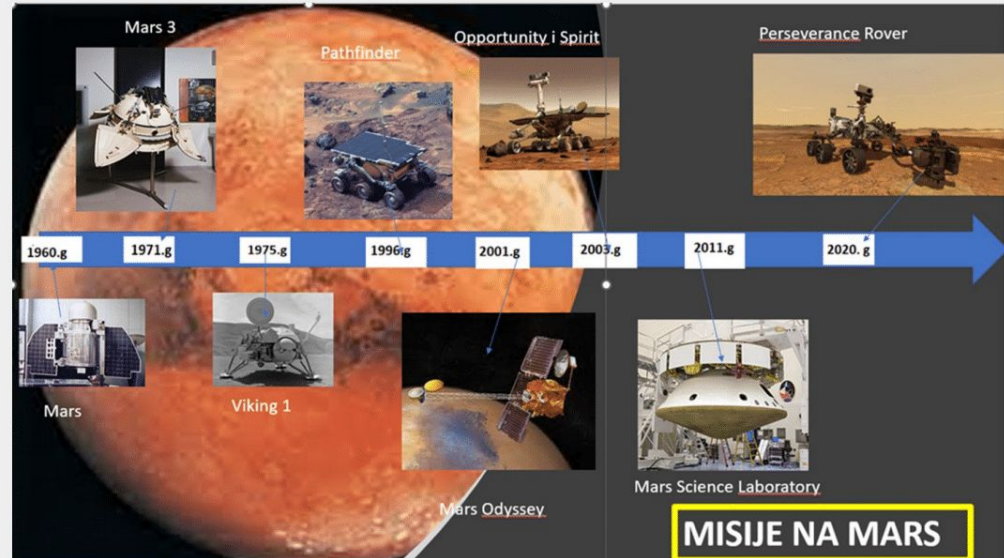 Mars 3
Pathfinder
Opportunity i Spirit
Perseverance Rover
1960.g
1971.g
1975.g
1996.g
2001.g
2003.g
2011.g
2020. g
Mars
Viking 1
Mars Odyssey
Mars Science Laboratory
MISIJE NA MARS